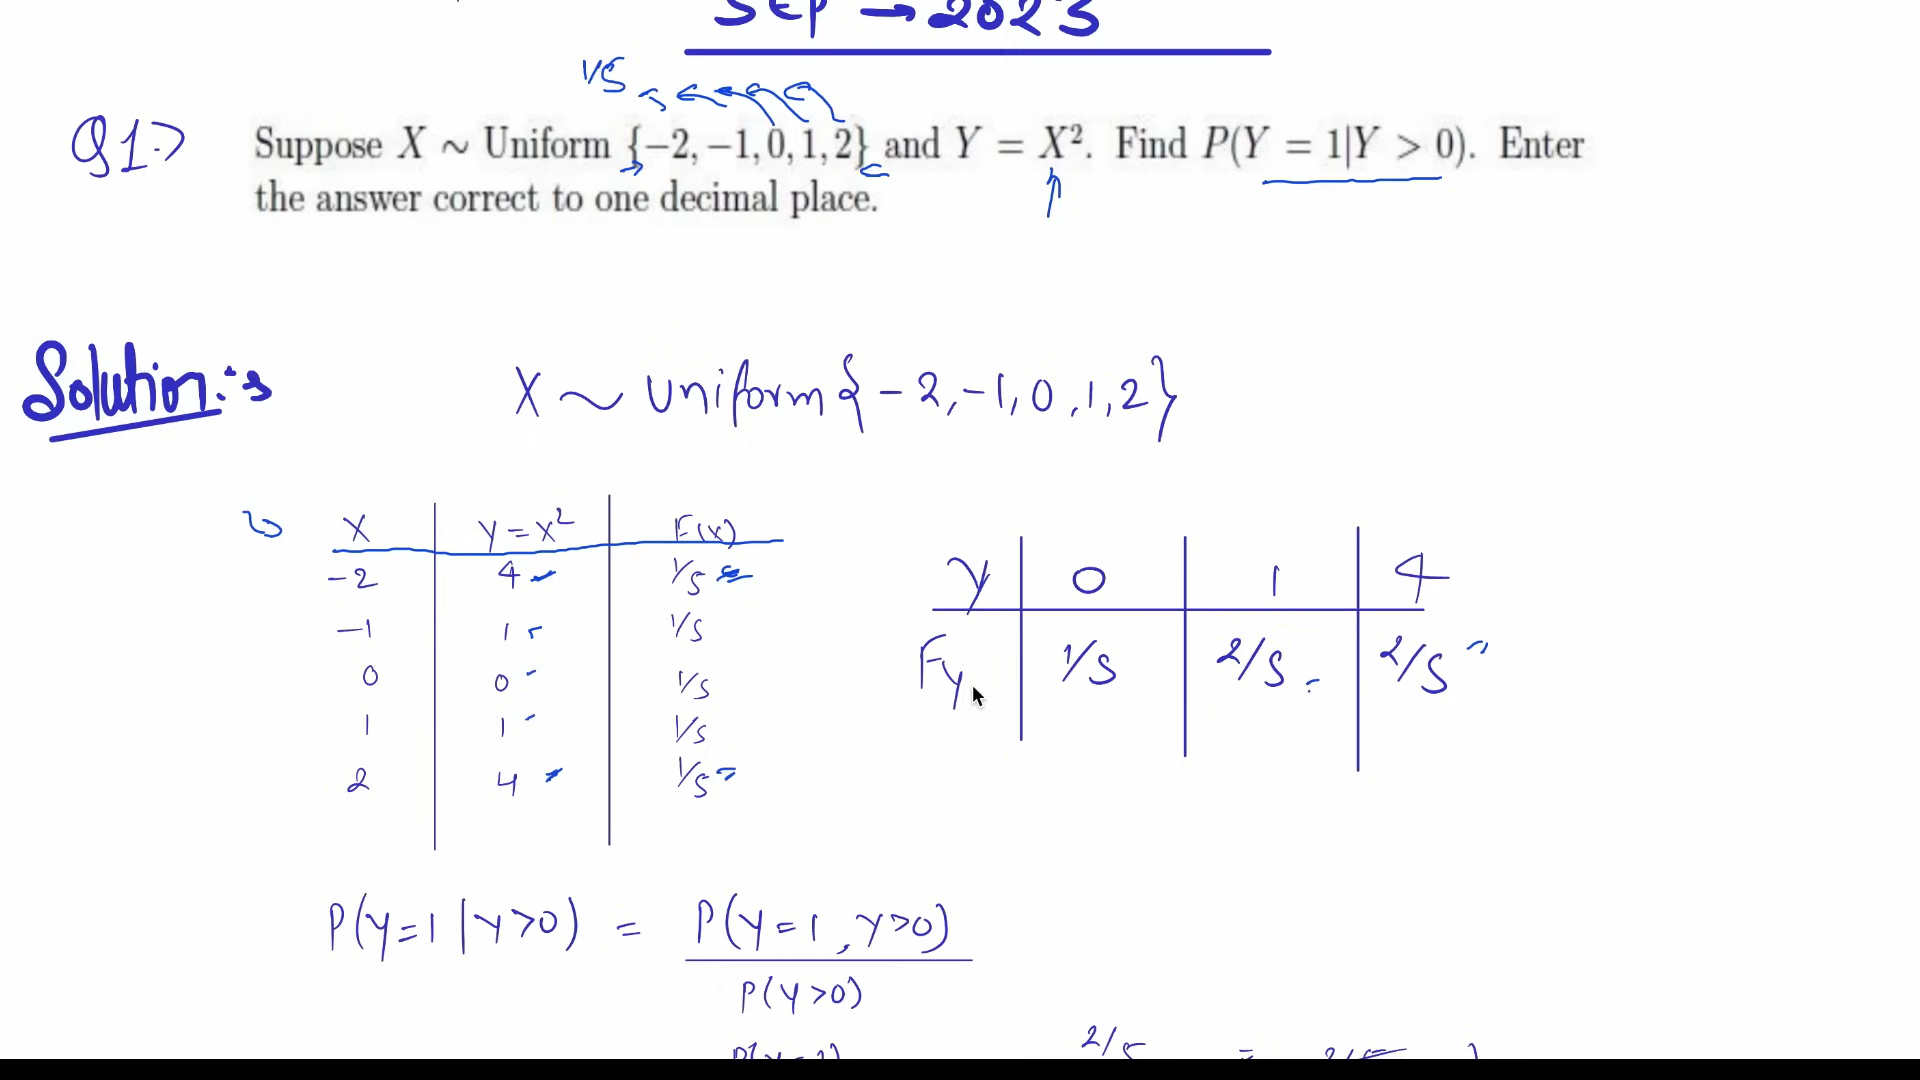 SEP → 2023
1/5
Q1.>
Suppose X ∼ Uniform {−2, −1, 0, 1, 2} and Y = X². Find P(Y = 1|Y > 0). Enter
the answer correct to one decimal place.
Solution:
X ~ Uniform {-2, -1, 0, 1, 2}
X | Y = X² | F(x)
-2 | 4 | 1/5
-1 | 1 | 1/5
0 | 0 | 1/5
1 | 1 | 1/5
2 | 4 | 1/5
Y | 0 | 1 | 4
FY | 1/5 | 2/5 | 2/5
P(Y=1 | Y>0) = P(Y=1, Y>0)
P(Y>0)
2/5 =